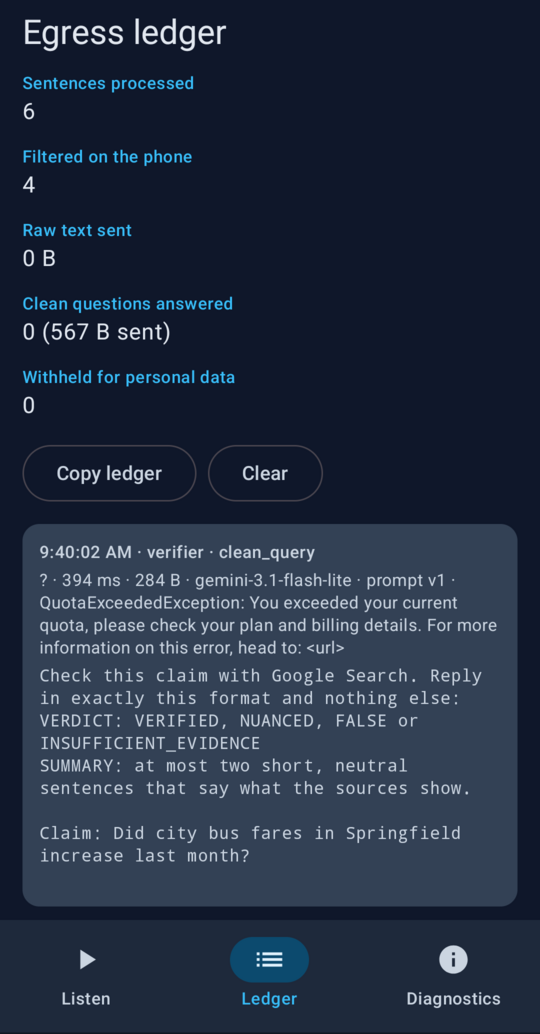 Egress ledger
Sentences processed
6
Filtered on the phone
4
Raw text sent
0 B
Clean questions answered
0 (567 B sent)
Withheld for personal data
0
Copy ledger
Clear
9:40:02 AM · verifier · clean_query
? · 394 ms · 284 B · gemini-3.1-flash-lite · prompt v1 ·
QuotaExceededException: You exceeded your current
quota, please check your plan and billing details. For more
information on this error, head to: <url>
Check this claim with Google Search. Reply
in exactly this format and nothing else:
VERDICT: VERIFIED, NUANCED, FALSE or
INSUFFICIENT_EVIDENCE
SUMMARY: at most two short, neutral
sentences that say what the sources show.
Claim: Did city bus fares in Springfield
increase last month?
Listen
Ledger
Diagnostics